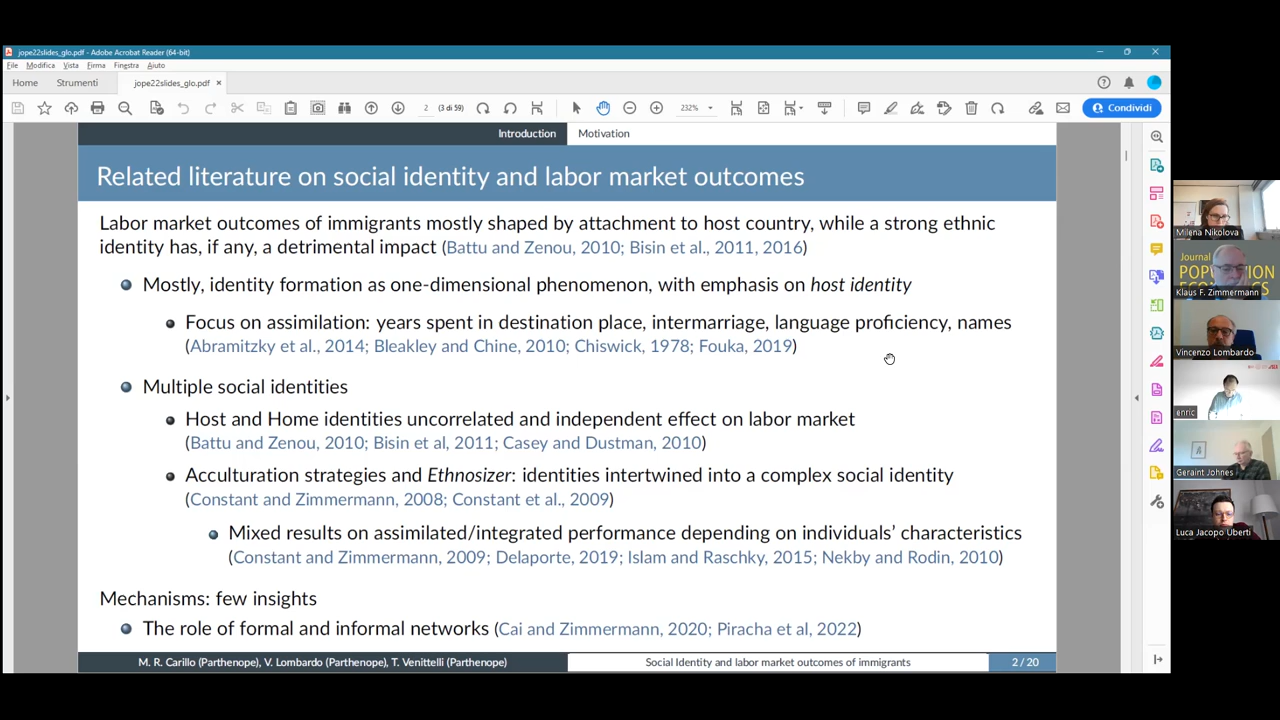 jope22slides_glo.pdf - Adobe Acrobat Reader (64-bit)
File Modifica Vista Firma Finestra Aiuto
Home Strumenti jope22slides_glo.pdf ×
2 (3 di 59) 232% Condividi
Introduction Motivation
Related literature on social identity and labor market outcomes
Labor market outcomes of immigrants mostly shaped by attachment to host country, while a strong ethnic
identity has, if any, a detrimental impact (Battu and Zenou, 2010; Bisin et al., 2011, 2016)
Mostly, identity formation as one-dimensional phenomenon, with emphasis on host identity
Focus on assimilation: years spent in destination place, intermarriage, language proficiency, names
(Abramitzky et al., 2014; Bleakley and Chine, 2010; Chiswick, 1978; Fouka, 2019)
Multiple social identities
Host and Home identities uncorrelated and independent effect on labor market
(Battu and Zenou, 2010; Bisin et al, 2011; Casey and Dustman, 2010)
Acculturation strategies and Ethnosizer: identities intertwined into a complex social identity
(Constant and Zimmermann, 2008; Constant et al., 2009)
Mixed results on assimilated/integrated performance depending on individuals' characteristics
(Constant and Zimmermann, 2009; Delaporte, 2019; Islam and Raschky, 2015; Nekby and Rodin, 2010)
Mechanisms: few insights
The role of formal and informal networks (Cai and Zimmermann, 2020; Piracha et al, 2022)
M. R. Carillo (Parthenope), V. Lombardo (Parthenope), T. Venittelli (Parthenope)
Social Identity and labor market outcomes of immigrants
2 / 20
Milena Nikolova
Journal
POPULATION
ECONOMICS
Klaus F. Zimmermann
Vincenzo Lombardo
enric
Geraint Johnes
Luca Jacopo Uberti